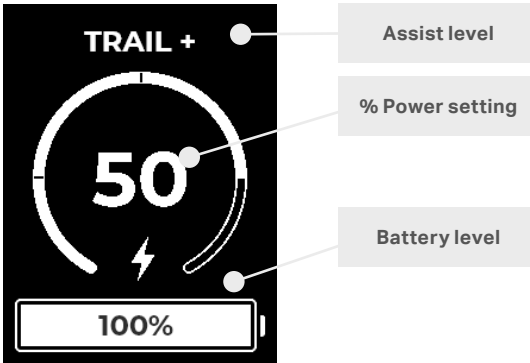 TRAIL +
Assist level
% Power setting
50
Battery level
100%